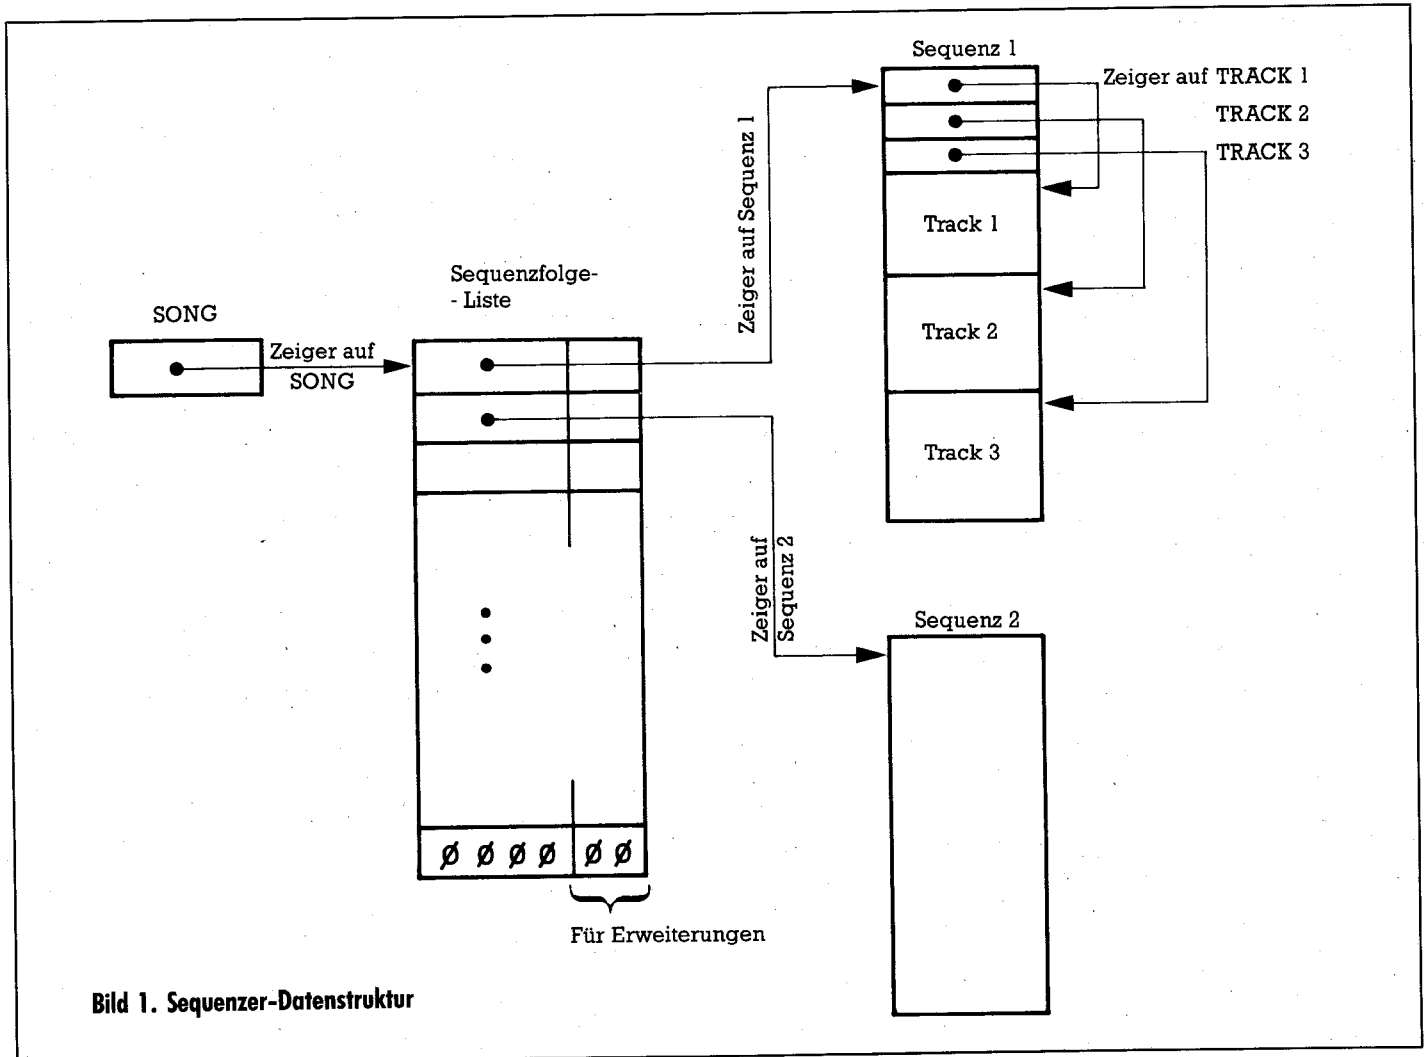 Sequenz 1
Zeiger auf TRACK 1
TRACK 2
TRACK 3
Track 1
Track 2
Track 3
Zeiger auf Sequenz 1
Sequenzfolge-
- Liste
SONG
Zeiger auf
SONG
Zeiger auf
Sequenz 2
Sequenz 2
Ø Ø Ø Ø Ø Ø
Für Erweiterungen
Bild 1. Sequenzer-Datenstruktur